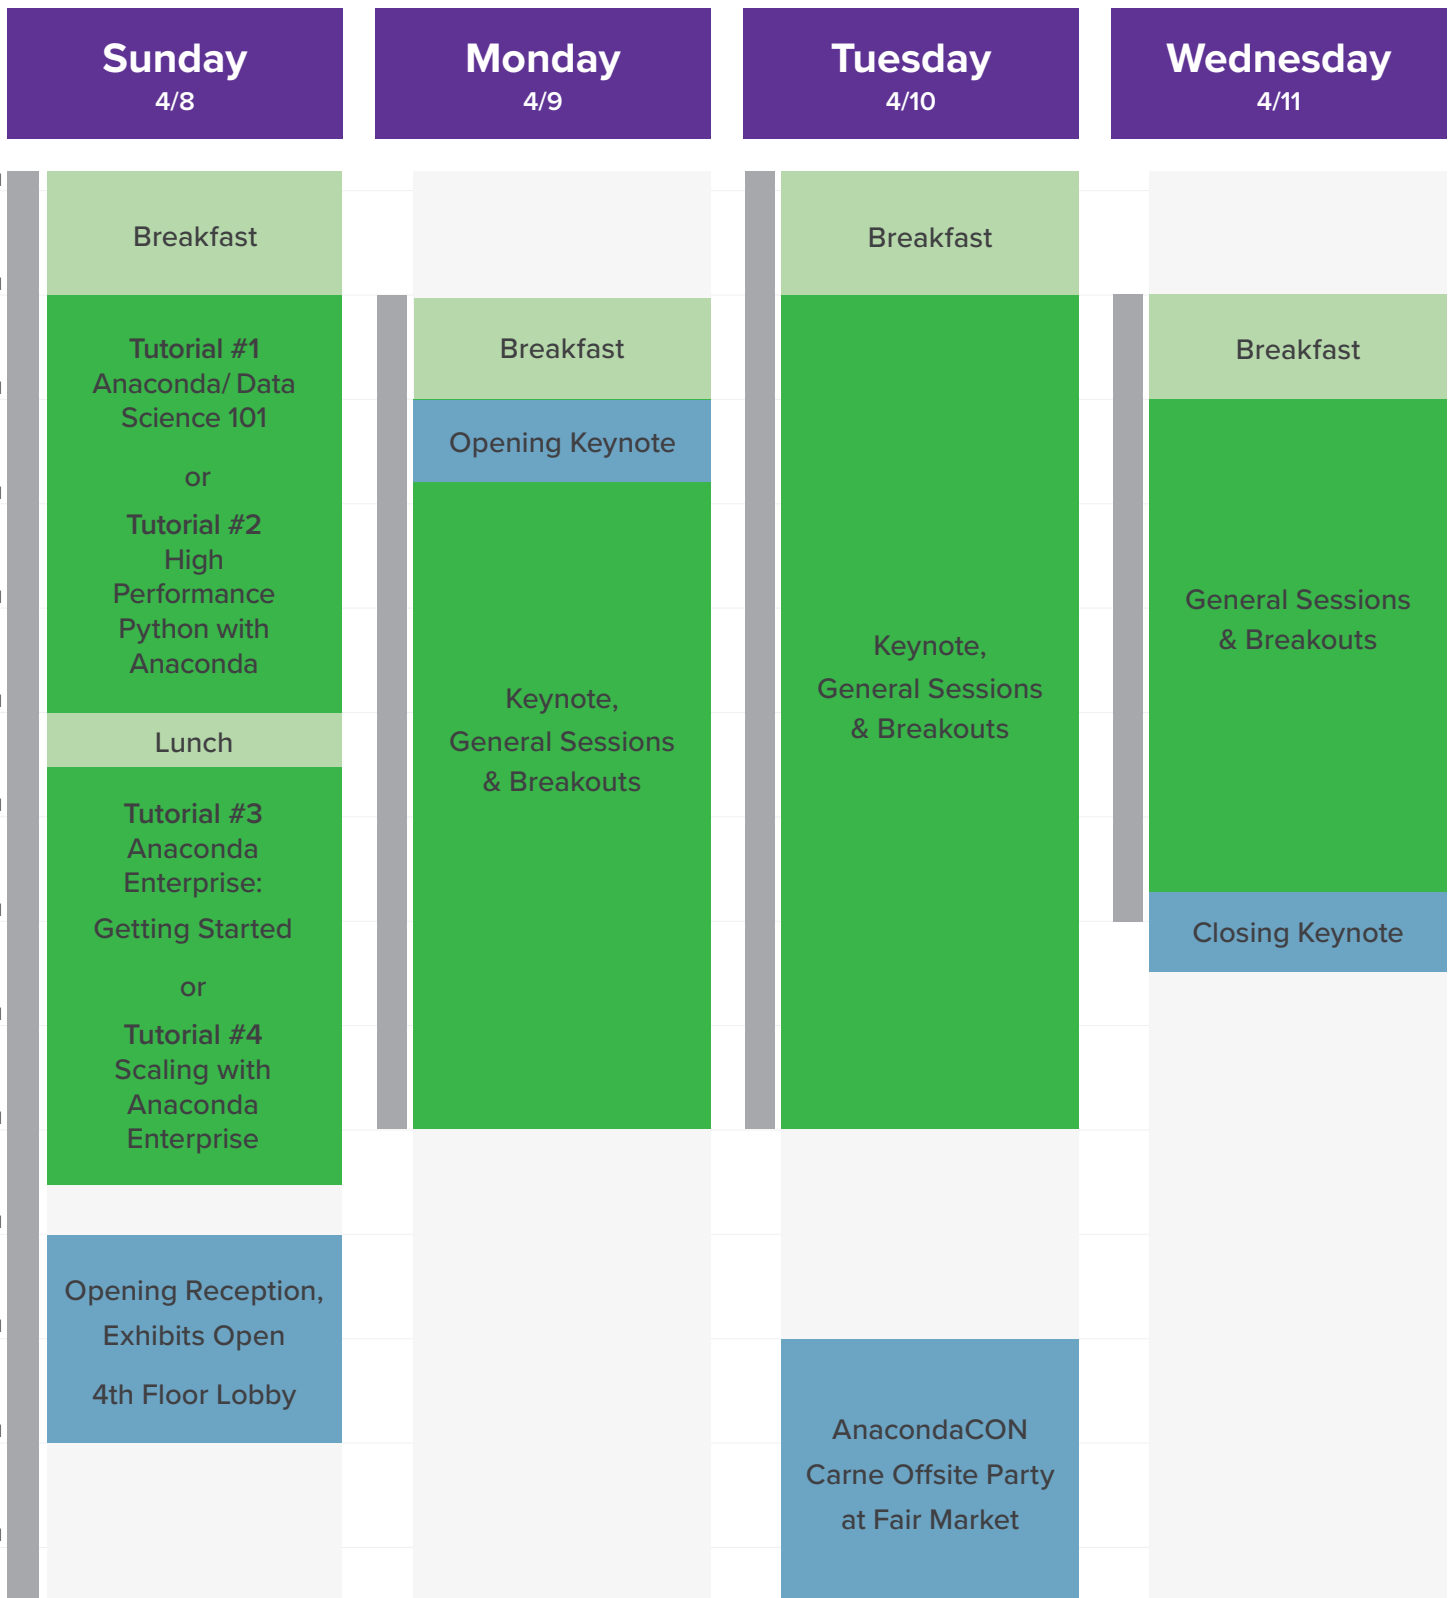 Sunday
4/8
Breakfast
Tutorial #1
Anaconda/ Data
Science 101
or
Tutorial #2
High
Performance
Python with
Anaconda
Lunch
Tutorial #3
Anaconda
Enterprise:
Getting Started
or
Tutorial #4
Scaling with
Anaconda
Enterprise
Opening Reception,
Exhibits Open
4th Floor Lobby
Monday
4/9
Breakfast
Opening Keynote
Keynote,
General Sessions
& Breakouts
Tuesday
4/10
Breakfast
Keynote,
General Sessions
& Breakouts
AnacondaCON
Carne Offsite Party
at Fair Market
Wednesday
4/11
Breakfast
General Sessions
& Breakouts
Closing Keynote